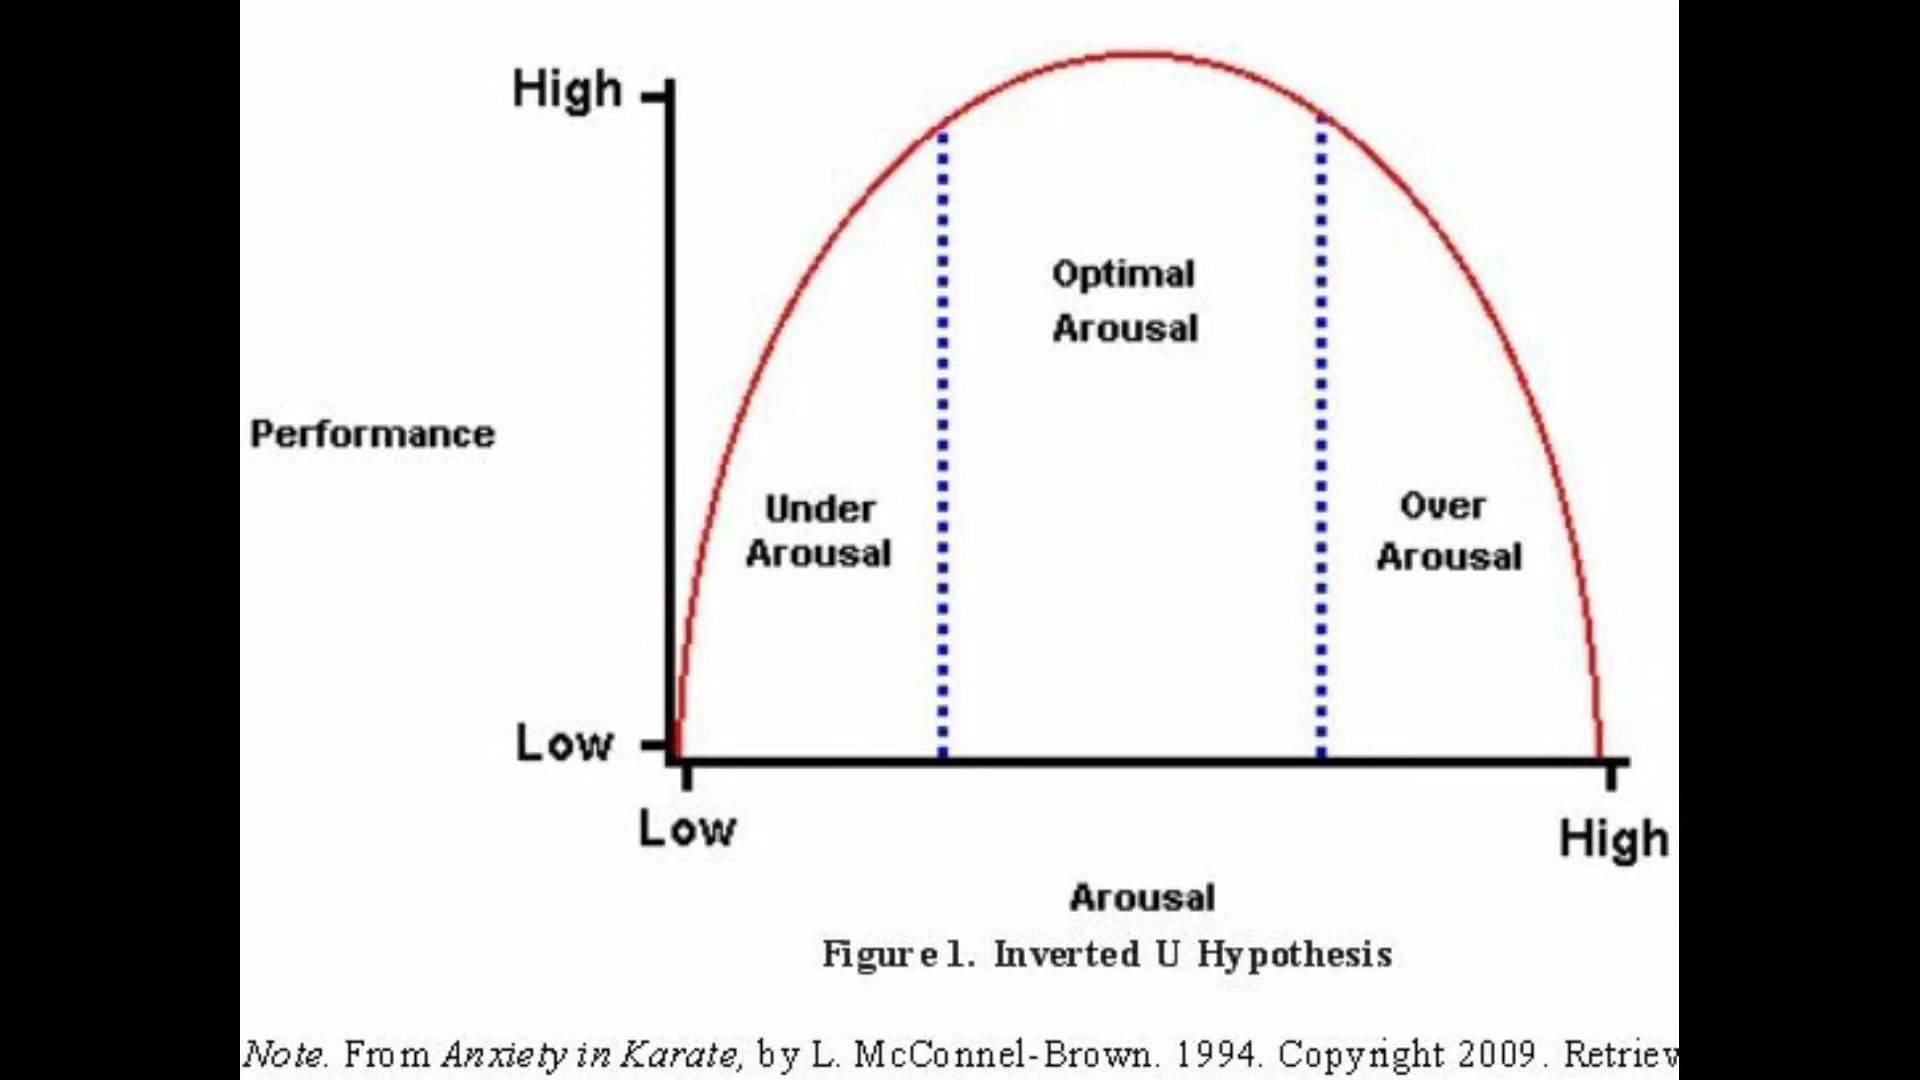 High
Optimal
Arousal
Performance
Under
Arousal
Over
Arousal
Low
Low
High
Arousal
Figure 1. Inverted U Hypothesis
Note. From Anxiety in Karate, by L. McConnel-Brown. 1994. Copyright 2009. Retriev